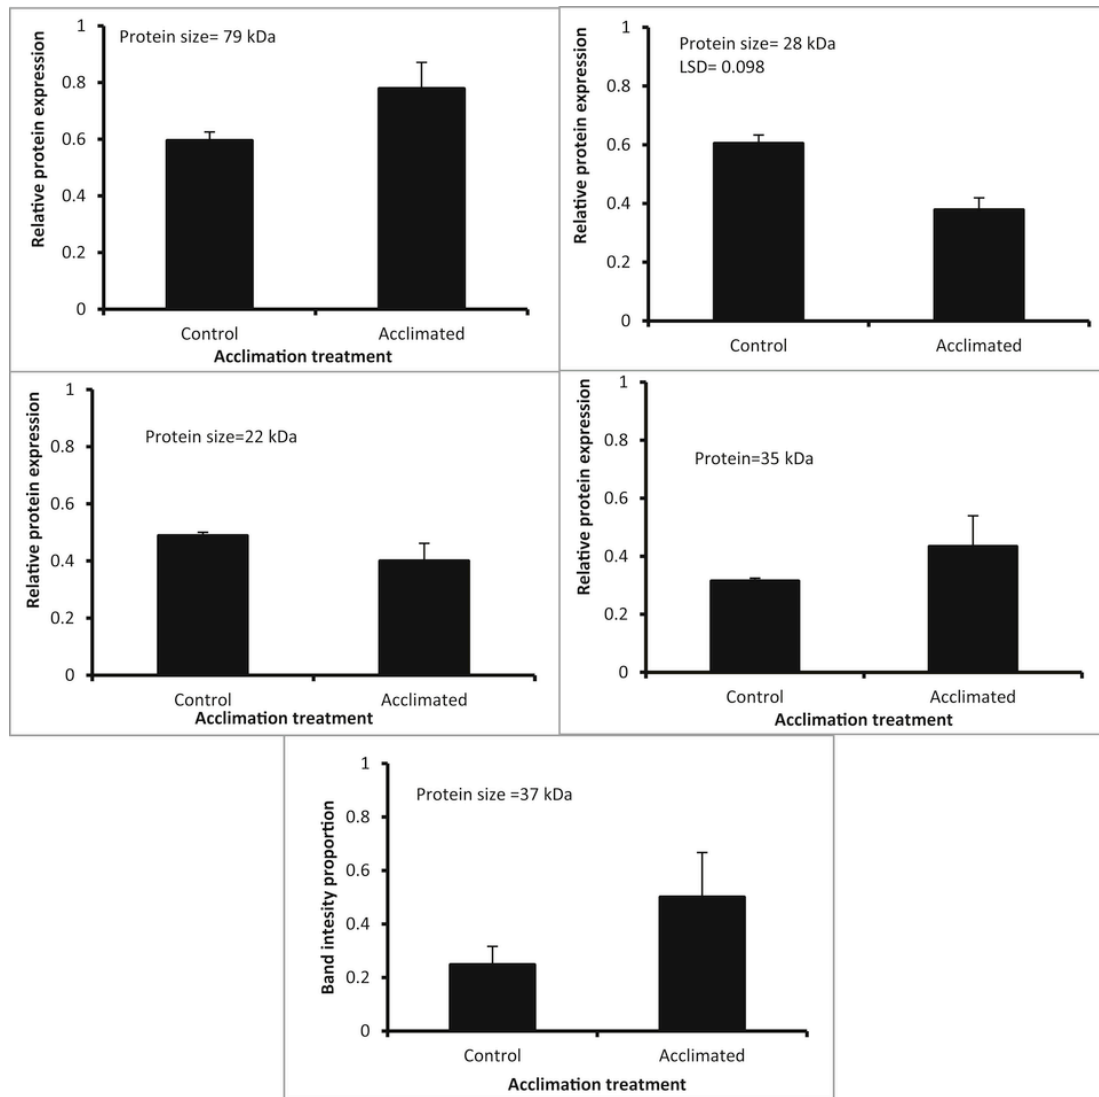 Relative protein expression
1
0.8
0.6
0.4
0.2
0
Protein size= 79 kDa
Control
Acclimated
Acclimation treatment
Relative protein expression
1
0.8
0.6
0.4
0.2
0
Protein size= 28 kDa
LSD= 0.098
Control
Acclimated
Relative protein expression
1
0.8
0.6
0.4
0.2
0
Protein size=22 kDa
Control
Acclimated
Acclimation treatment
Relative protein expression
1
0.8
0.6
0.4
0.2
0
Protein=35 kDa
Control
Acclimated
Acclimation treatment
Band intesity proportion
1
0.8
0.6
0.4
0.2
0
Protein size =37 kDa
Control
Acclimated
Acclimation treatment